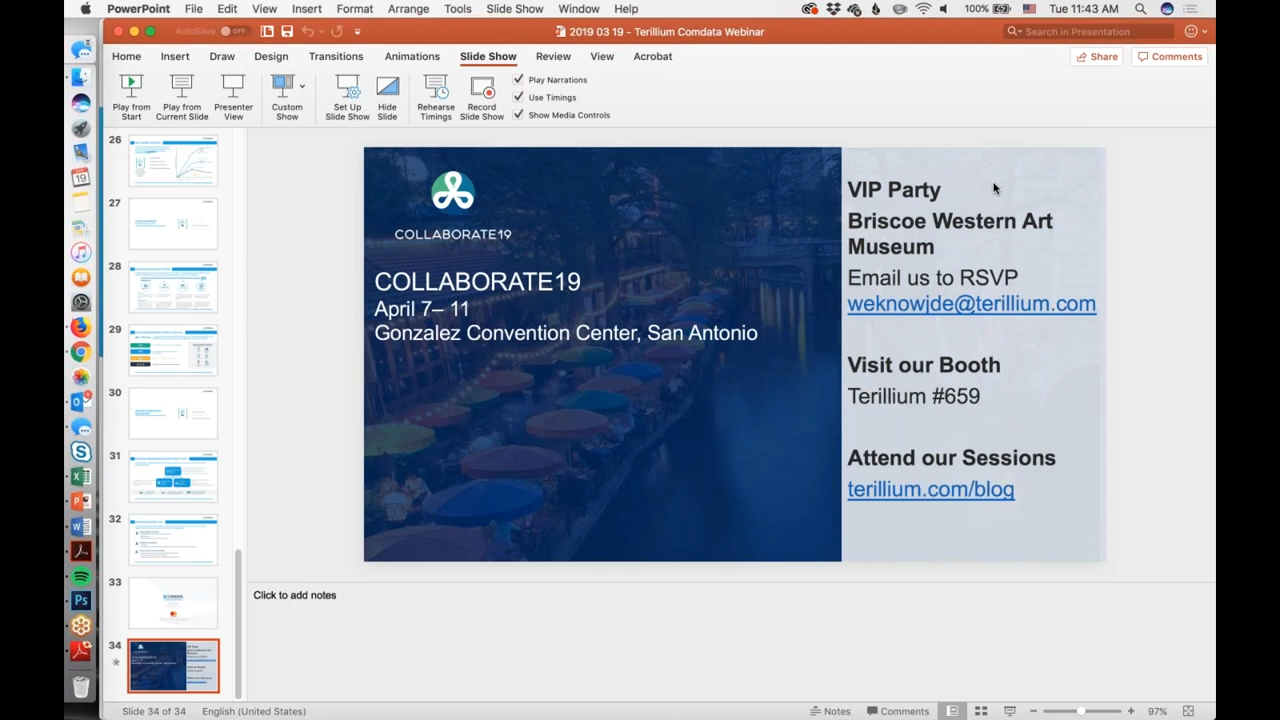 PowerPoint File Edit View Insert Format Arrange Tools Slide Show Window Help 100% Tue 11:43 AM
AutoSave OFF 2019 03 19 - Terillium Comdata Webinar Search in Presentation
Home Insert Draw Design Transitions Animations Slide Show Review View Acrobat Share Comments
Play from Start
Play from Current Slide
Presenter View
Custom Show
Set Up Slide Show
Hide Slide
Rehearse Timings
Record Slide Show
Play Narrations
Use Timings
Show Media Controls
19
26
27
28
29
30
31
32
33
34
COLLABORATE19
COLLABORATE19
April 7– 11
Gonzalez Convention Center, San Antonio
VIP Party
Briscoe Western Art
Museum
Email us to RSVP
weknowjde@terillium.com
Visit our Booth
Terillium #659
Attend our Sessions
terillium.com/blog
Click to add notes
Slide 34 of 34 English (United States) Notes Comments 97%